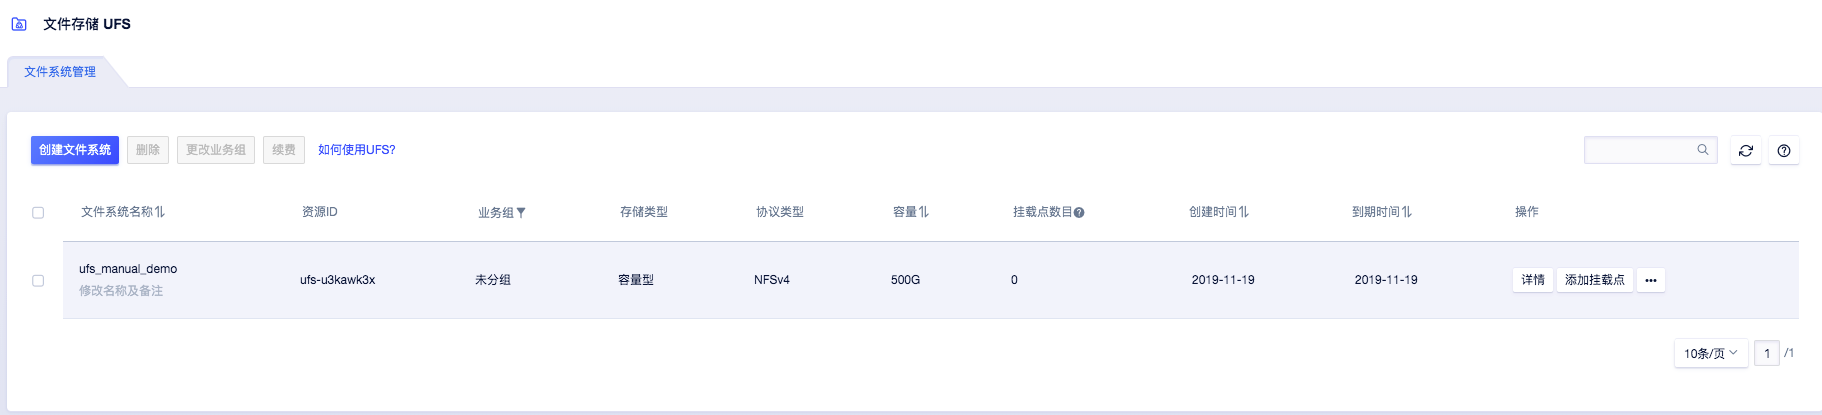 文件存储 UFS
文件系统管理
创建文件系统 删除 更改业务组 续费 如何使用UFS?
文件系统名称 资源ID 业务组 存储类型 协议类型 容量 挂载点数目 创建时间 到期时间 操作
ufs_manual_demo
修改名称及备注
ufs-u3kawk3x 未分组 容量型 NFSv4 500G 0 2019-11-19 2019-11-19 详情 添加挂载点 •••
10条/页 1 /1